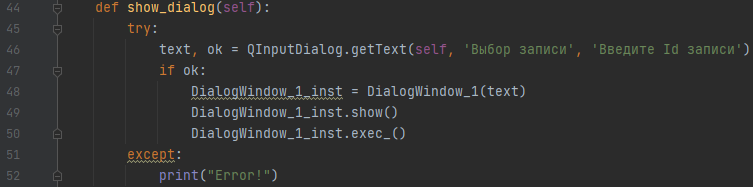 44 def show_dialog(self):
45 try:
46 text, ok = QInputDialog.getText(self, 'Выбор записи', 'Введите Id записи')
47 if ok:
48 DialogWindow_1_inst = DialogWindow_1(text)
49 DialogWindow_1_inst.show()
50 DialogWindow_1_inst.exec_()
51 except:
52 print("Error!")